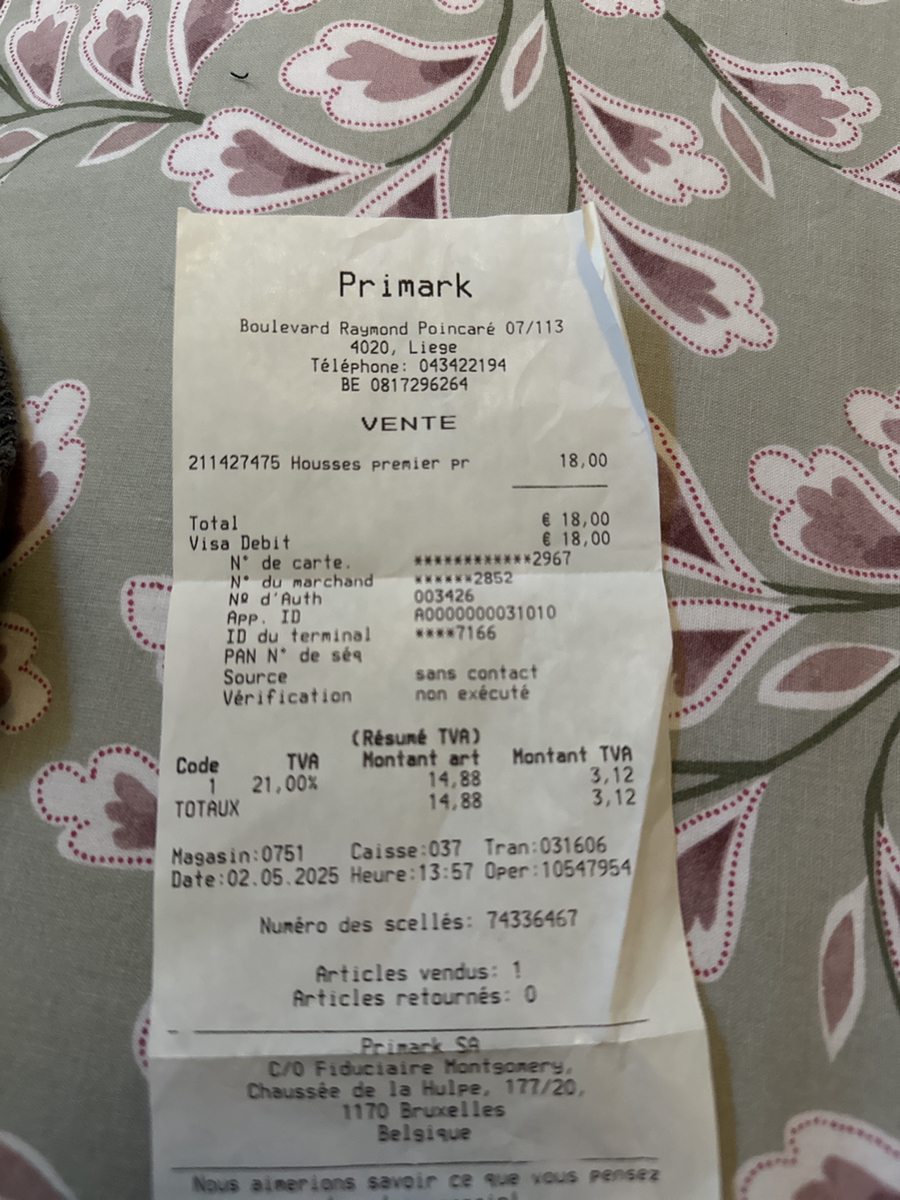 Primark
Boulevard Raymond Poincaré 07/113
4020, Liege
Téléphone: 043422194
BE 0817296264
VENTE
211427475 Housses premier pr 18,00
Total € 18,00
Visa Debit € 18,00
N° de carte. ************2967
N° du marchand ******2852
Nº d'Auth 003426
App. ID A0000000031010
ID du terminal ****7166
PAN N° de séq
Source sans contact
Vérification non exécuté
(Résumé TVA)
Code TVA Montant art Montant TVA
1 21,00% 14,88 3,12
TOTAUX 14,88 3,12
Magasin:0751 Caisse:037 Tran:031606
Date:02.05.2025 Heure:13:57 Oper:10547954
Numéro des scellés: 74336467
Articles vendus: 1
Articles retournés: 0
Primark SA
C/O Fiduciaire Montgomery,
Chaussée de la Hulpe, 177/20,
1170 Bruxelles
Belgique
Nous aimerions savoir ce que vous pensez